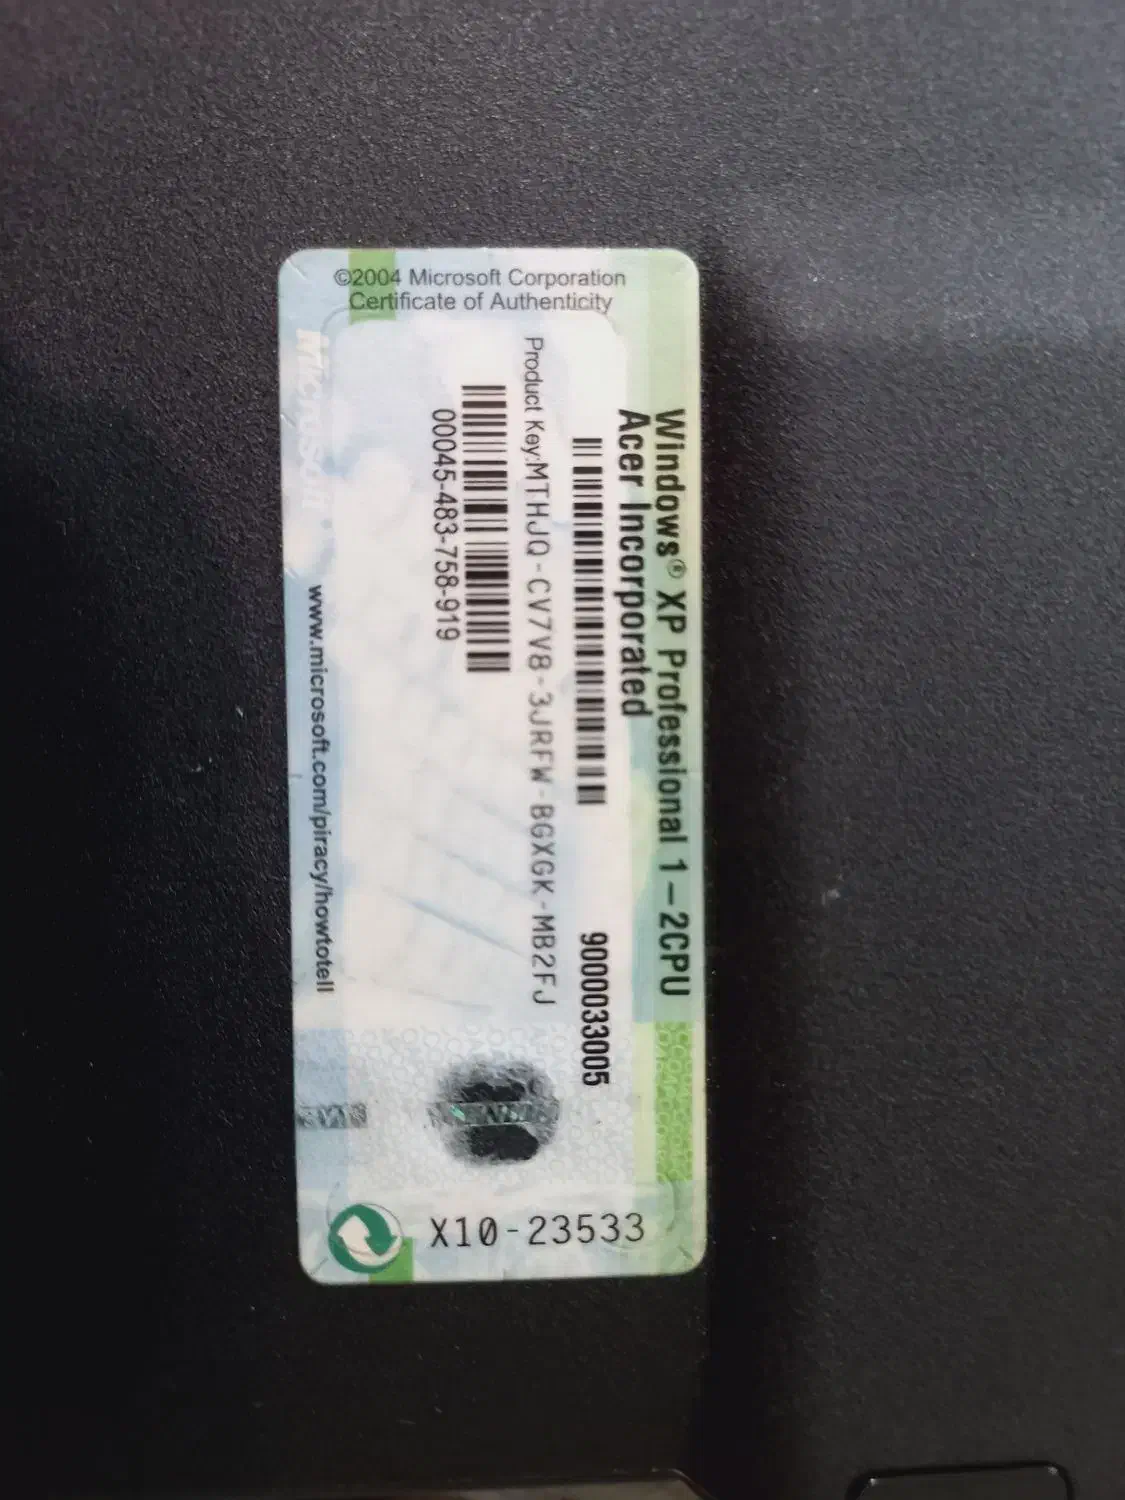 ©2004 Microsoft Corporation
Certificate of Authenticity
Windows® XP Professional 1-2CPU
Acer Incorporated
9000033005
Product Key:MTHJQ-CV7V8-3JRFW-BGXGK-MB2FJ
00045-483-758-919
Microsoft®
www.microsoft.com/piracy/howtotell
X10-23533